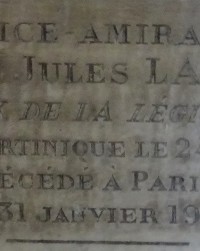 ICE-AMIRA
JULES LA
DE LA LÉGI
RTINIQUE LE 2
ÉCÉDÉ À PARI
31 JANVIER 19